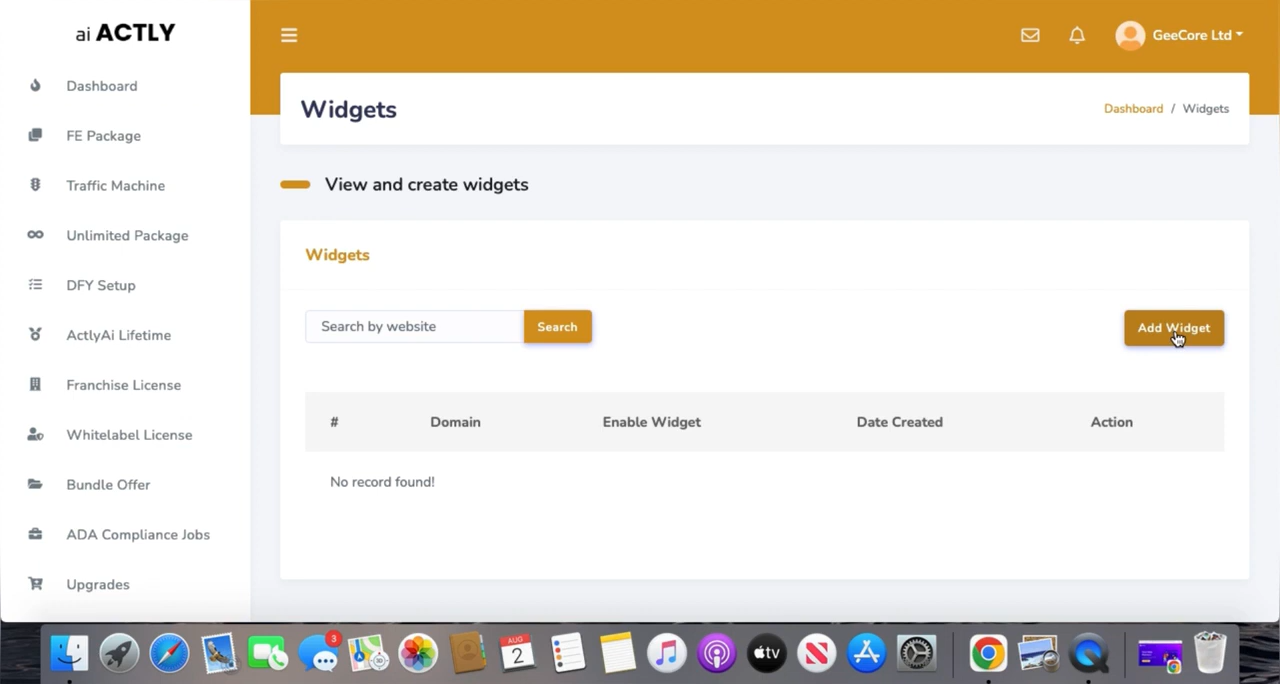 ai ACTLY
GeeCore Ltd
Dashboard
FE Package
Traffic Machine
Unlimited Package
DFY Setup
ActlyAi Lifetime
Franchise License
Whitelabel License
Bundle Offer
ADA Compliance Jobs
Upgrades
Widgets
Dashboard / Widgets
View and create widgets
Widgets
Search by website
Search
Add Widget
# Domain Enable Widget Date Created Action
No record found!
3
3D
AUG
2
tv